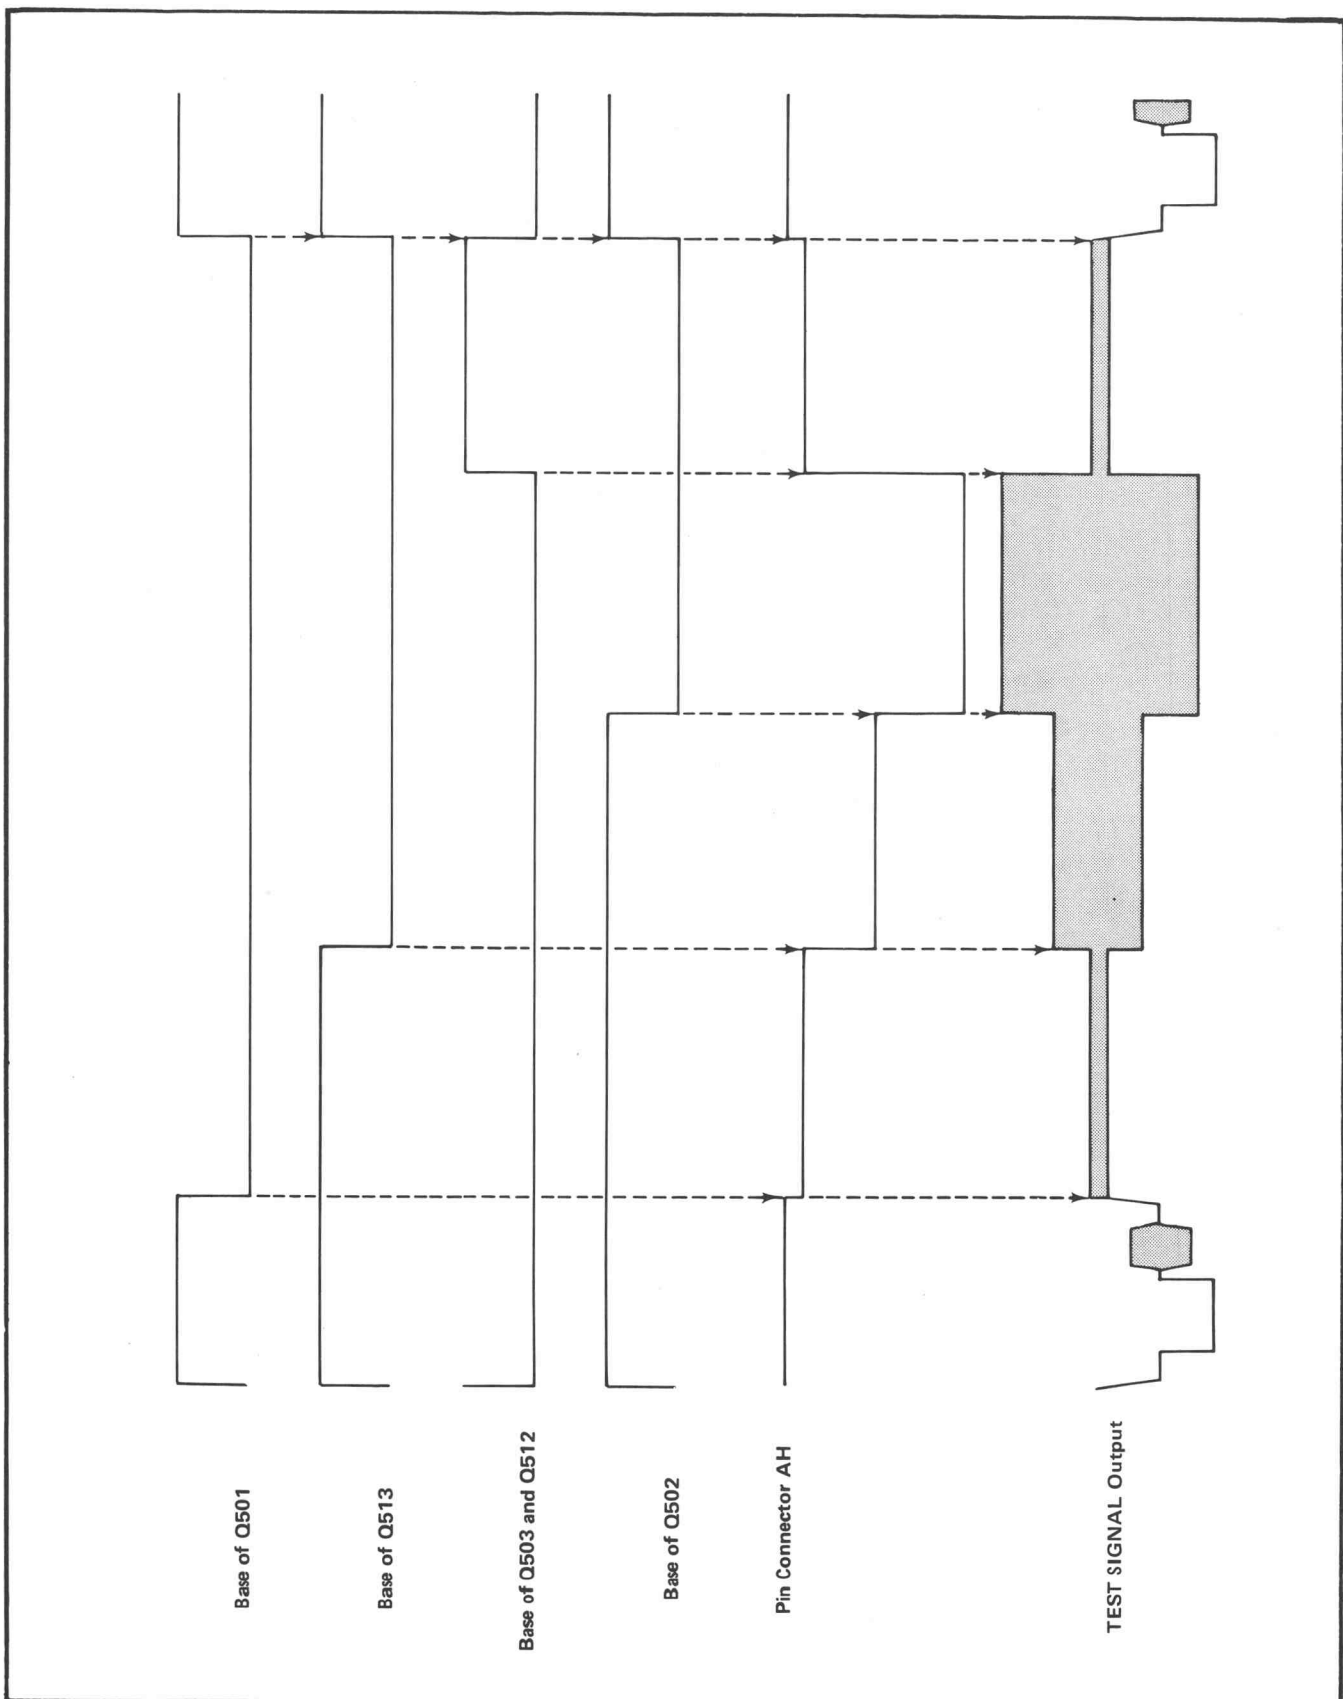 Base of Q501
Base of Q513
Base of Q503 and Q512
Base of Q502
Pin Connector AH
TEST SIGNAL Output